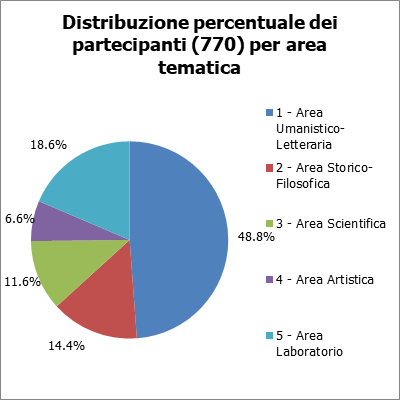 Distribuzione percentuale dei
partecipanti (770) per area
tematica
18.6%
6.6%
11.6%
14.4%
48.8%
1 - Area
Umanistico-
Letteraria
2 - Area Storico-
Filosofica
3 - Area Scientifica
4 - Area Artistica
5 - Area
Laboratorio